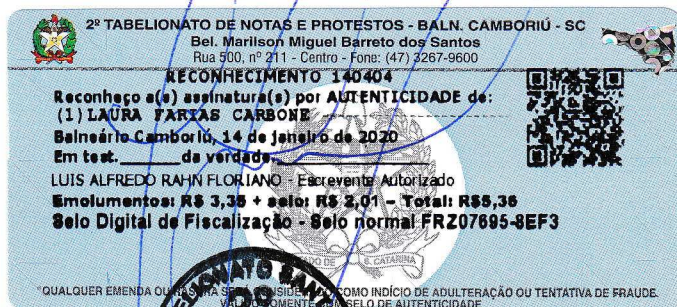 2º TABELIONATO DE NOTAS E PROTESTOS - BALN. CAMBORIÚ - SC
Bel. Marilson Miguel Barreto dos Santos
Rua 500, nº 211 - Centro - Fone: (47) 3267-9600
RECONHECIMENTO 140404
Reconheço a(s) assinatura(s) por AUTENTICIDADE de:
(1) LAURA FARIAS CARBONE
Balneário Camboriú, 14 de janeiro de 2020
Em test.______da verdade.
LUIS ALFREDO RAHN FLORIANO - Escrevente Autorizado
Emolumentos: R$ 3,35 + selo: R$ 2,01 - Total: R$5,36
Selo Digital de Fiscalização - Selo normal FRZ07695-8EF3
DE S. CATARINA
"QUALQUER EMENDA OU RASURA SERÁ CONSIDERADO COMO INDÍCIO DE ADULTERAÇÃO OU TENTATIVA DE FRAUDE.
VÁLIDO SOMENTE COM SELO DE AUTENTICIDADE